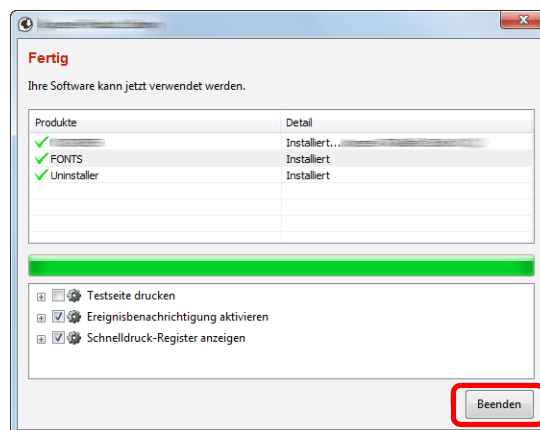 Fertig
Ihre Software kann jetzt verwendet werden.
Produkte Detail
Installiert...
FONTS Installiert
Uninstaller Installiert
Testseite drucken
Ereignisbenachrichtigung aktivieren
Schnelldruck-Register anzeigen
Beenden